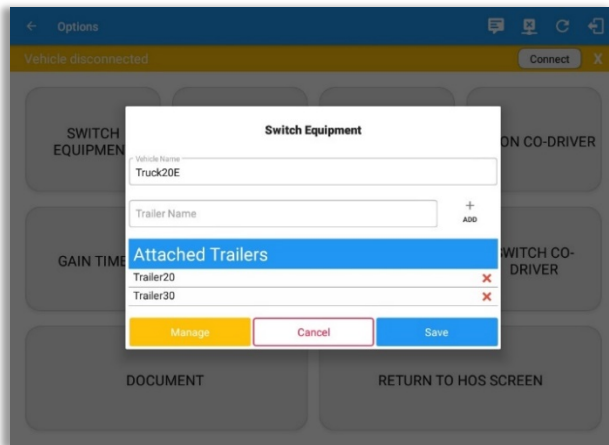 Options
Vehicle disconnected
Connect
X
SWITCH
EQUIPMEN
ON CO-DRIVER
Switch Equipment
Vehicle Name
Truck20E
Trailer Name
+
ADD
GAIN TIME
Attached Trailers
Trailer20
Trailer30
WITCH CO-
DRIVER
Manage
Cancel
Save
DOCUMENT
RETURN TO HOS SCREEN